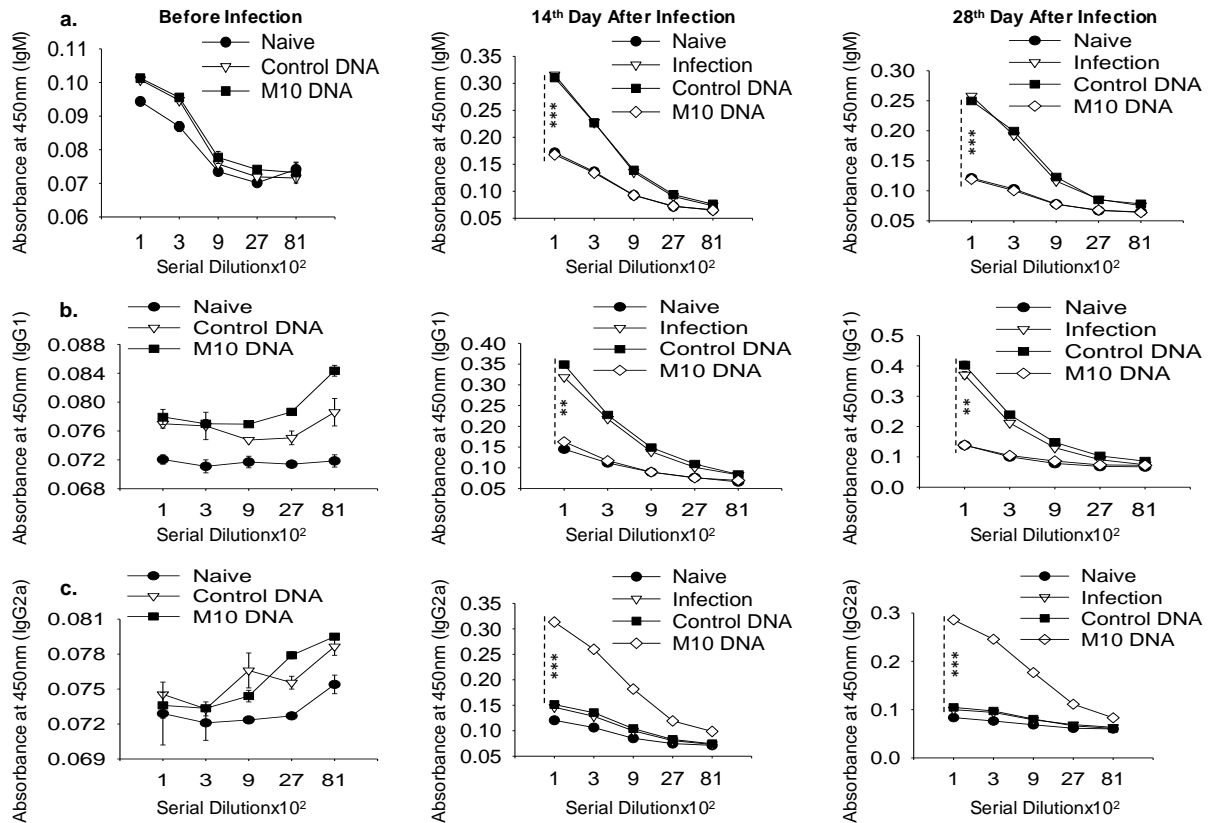 a.
Before Infection
Naive
Control DNA
M10 DNA
Absorbance at 450nm (IgM)
0.11
0.10
0.09
0.08
0.07
0.06
1 3 9 27 81
Serial Dilutionx10²
14th Day After Infection
Naive
Infection
Control DNA
M10 DNA
Absorbance at 450nm (IgM)
0.35
0.30
0.25
0.20
0.15
0.10
0.05
***
1 3 9 27 81
Serial Dilutionx10²
28th Day After Infection
Naive
Infection
Control DNA
M10 DNA
Absorbance at 450nm (IgM)
0.30
0.25
0.20
0.15
0.10
0.05
***
1 3 9 27 81
Serial Dilutionx10²
b.
Naive
Control DNA
M10 DNA
Absorbance at 450nm (IgG1)
0.088
0.084
0.080
0.076
0.072
0.068
1 3 9 27 81
Serial Dilutionx10²
Naive
Infection
Control DNA
M10 DNA
Absorbance at 450nm (IgG1)
0.40
0.35
0.30
0.25
0.20
0.15
0.10
0.05
**
1 3 9 27 81
Serial Dilutionx10²
Naive
Infection
Control DNA
M10 DNA
Absorbance at 450nm (IgG1)
0.5
0.4
0.3
0.2
0.1
0.0
**
1 3 9 27 81
Serial Dilutionx10²
c.
Naive
Control DNA
M10 DNA
Absorbance at 450nm (IgG2a)
0.081
0.078
0.075
0.072
0.069
1 3 9 27 81
Serial Dilutionx10²
Naive
Infection
Control DNA
M10 DNA
Absorbance at 450nm (IgG2a)
0.35
0.30
0.25
0.20
0.15
0.10
0.05
***
1 3 9 27 81
Serial Dilutionx10²
Naive
Infection
Control DNA
M10 DNA
Absorbance at 450nm (IgG2a)
0.3
0.2
0.1
0.0
***
1 3 9 27 81
Serial Dilutionx10²